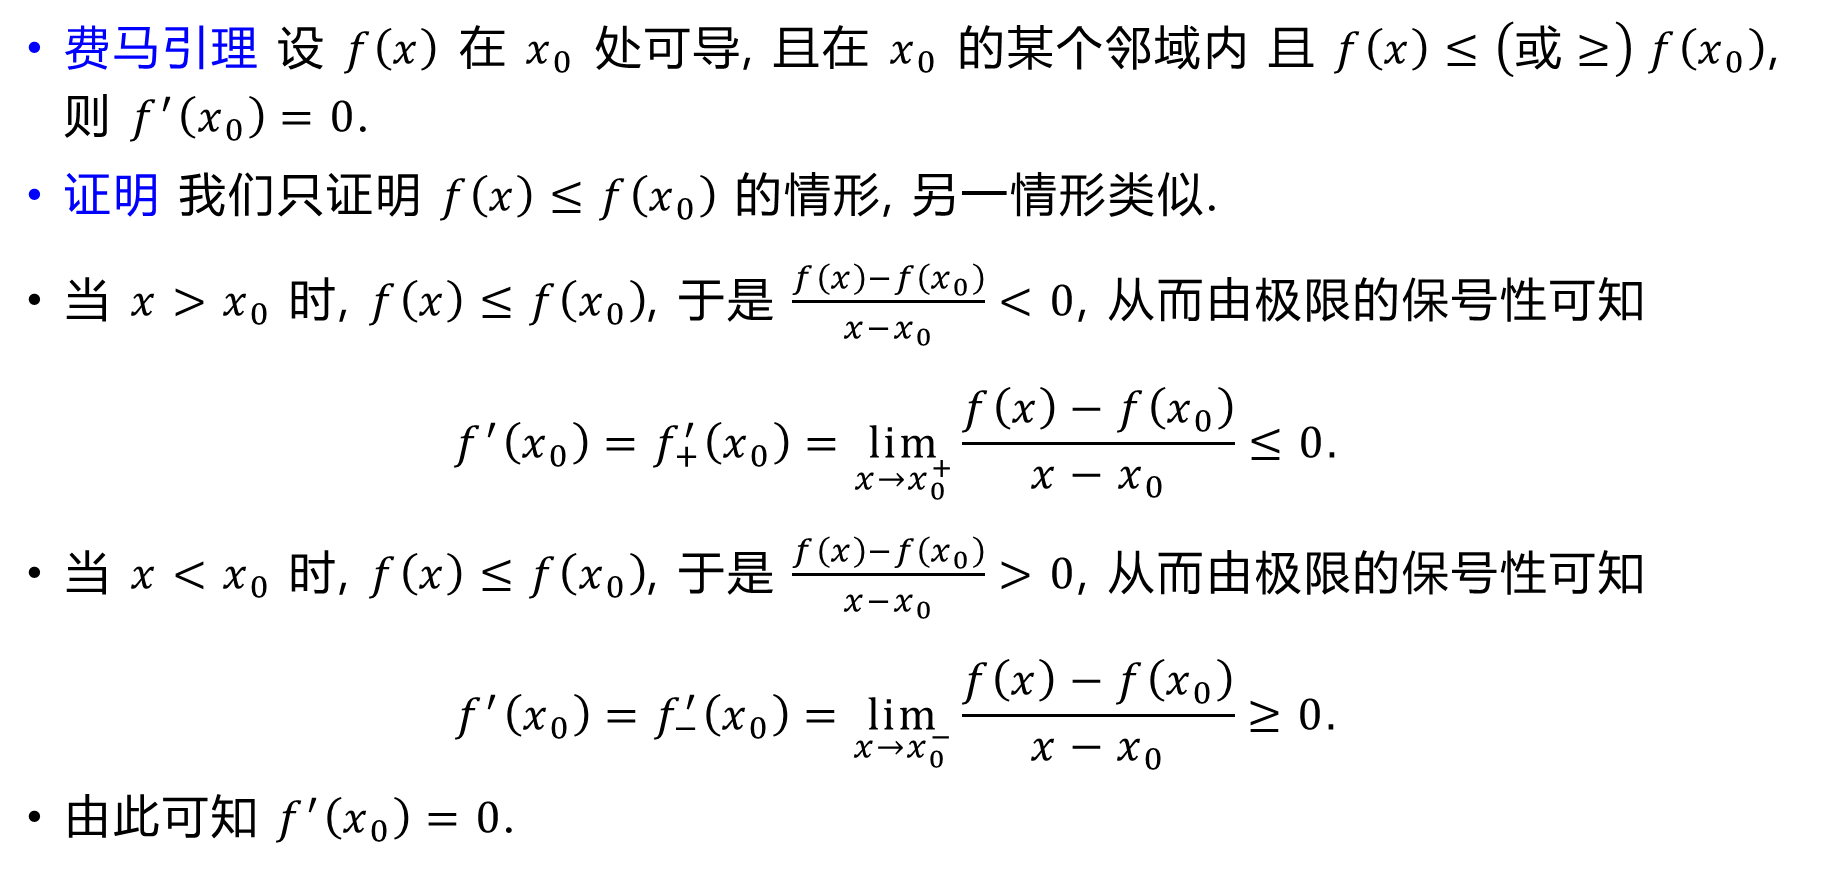 • 费马引理 设 f(x) 在 x₀ 处可导, 且在 x₀ 的某个邻域内 且 f(x) ≤ (或 ≥) f(x₀),
则 f′(x₀) = 0.
• 证明 我们只证明 f(x) ≤ f(x₀) 的情形, 另一情形类似.
• 当 x > x₀ 时, f(x) ≤ f(x₀), 于是 \frac{f(x)−f(x₀)}{x−x₀} < 0, 从而由极限的保号性可知
f′(x₀) = f′₊(x₀) = \lim_{x→x₀⁺} \frac{f(x) − f(x₀)}{x − x₀} ≤ 0.
• 当 x < x₀ 时, f(x) ≤ f(x₀), 于是 \frac{f(x)−f(x₀)}{x−x₀} > 0, 从而由极限的保号性可知
f′(x₀) = f′₋(x₀) = \lim_{x→x₀⁻} \frac{f(x) − f(x₀)}{x − x₀} ≥ 0.
• 由此可知 f′(x₀) = 0.